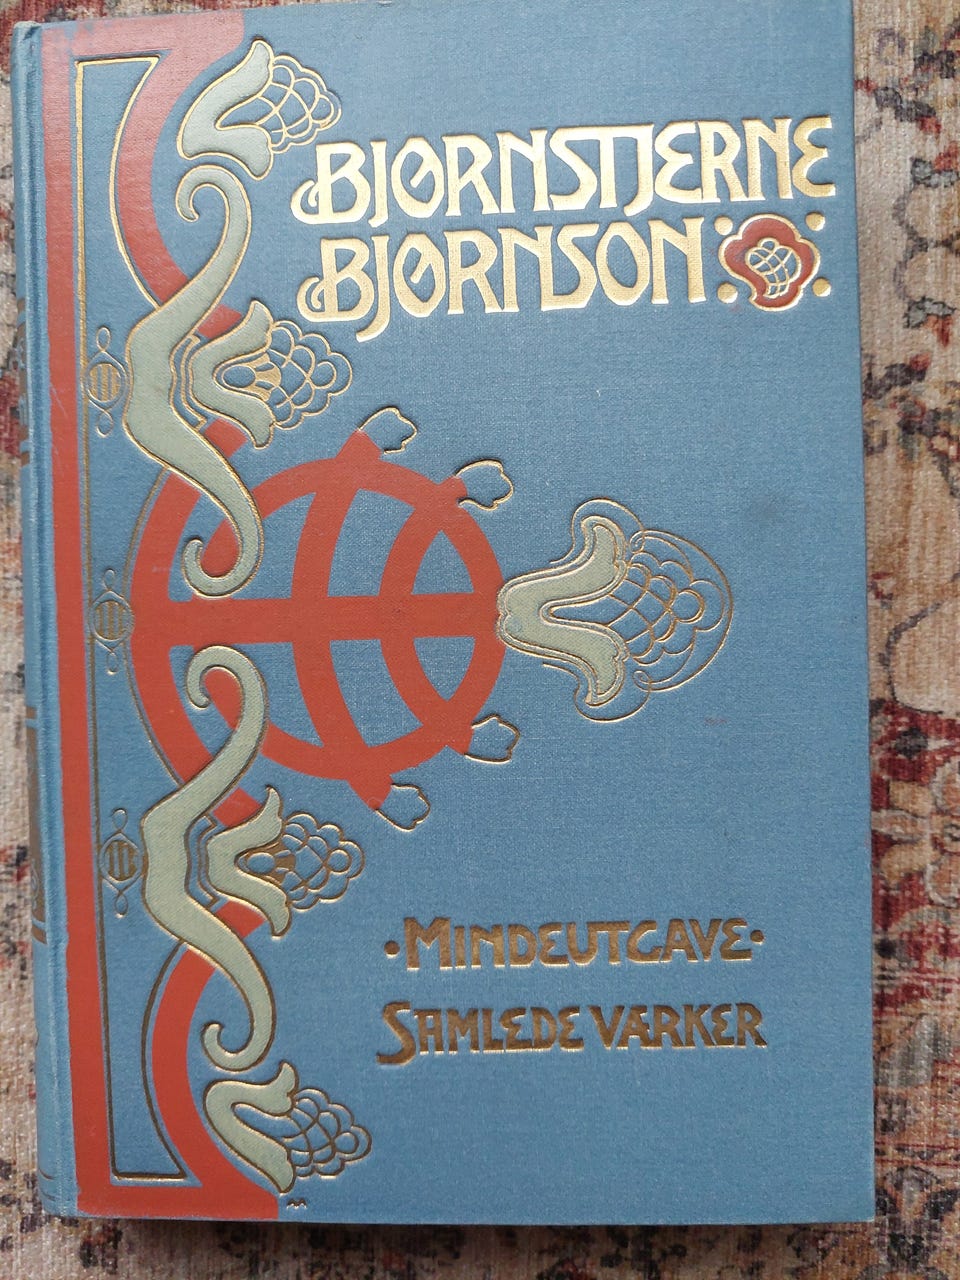 BJØRNSTJERNE
BJØRNSON
·MINDEUTGAVE·
SAMLEDE VÆRKER